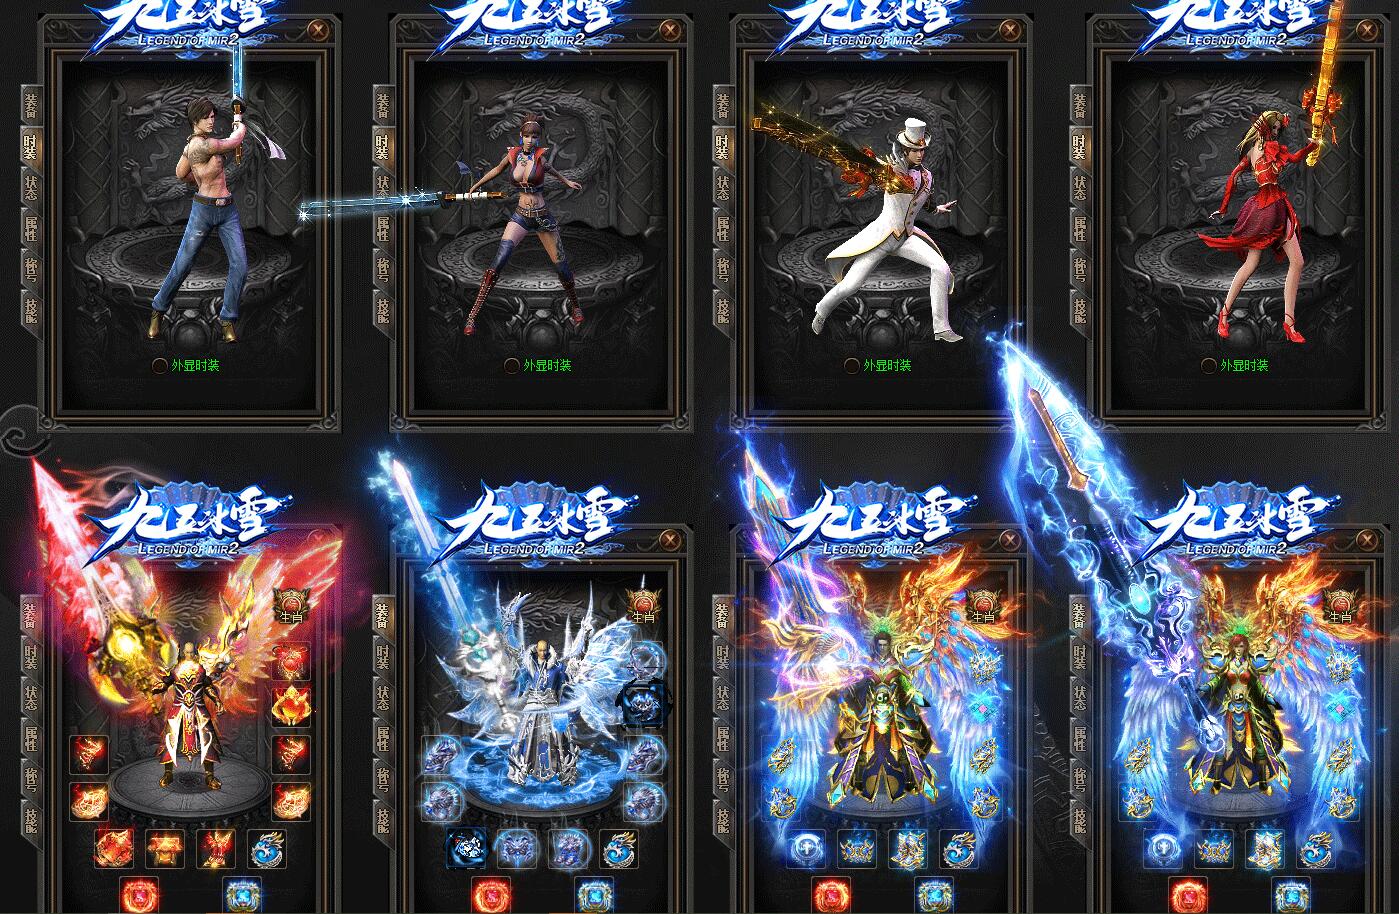 九五冰雪
LEGEND OF MIR2
装备
时装
状态
属性
称号
技能
外显时装
九五冰雪
LEGEND OF MIR2
装备
时装
状态
属性
称号
技能
外显时装
九五冰雪
LEGEND OF MIR2
装备
时装
状态
属性
称号
技能
外显时装
九五冰雪
LEGEND OF MIR2
装备
时装
状态
属性
称号
技能
外显时装
九五冰雪
LEGEND OF MIR2
生肖
装备
时装
状态
属性
称号
技能
九五冰雪
LEGEND OF MIR2
生肖
装备
时装
状态
属性
称号
技能
九五冰雪
LEGEND OF MIR2
生肖
装备
时装
状态
属性
称号
技能
九五冰雪
LEGEND OF MIR2
生肖
装备
时装
状态
属性
称号
技能